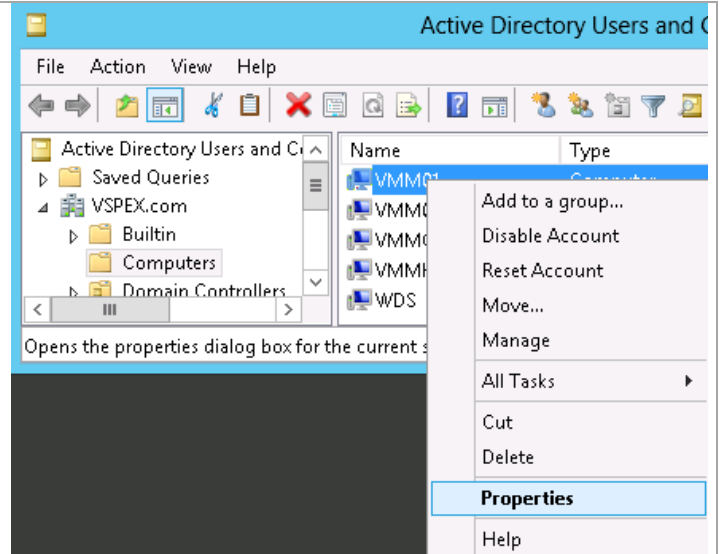 Active Directory Users and C
File Action View Help
Active Directory Users and C
Saved Queries
VSPEX.com
Builtin
Computers
Domain Controllers
Name Type
VMM01 Computer
VMM
VMM
VMM
WDS
Opens the properties dialog box for the current s
Add to a group...
Disable Account
Reset Account
Move...
Manage
All Tasks
Cut
Delete
Properties
Help